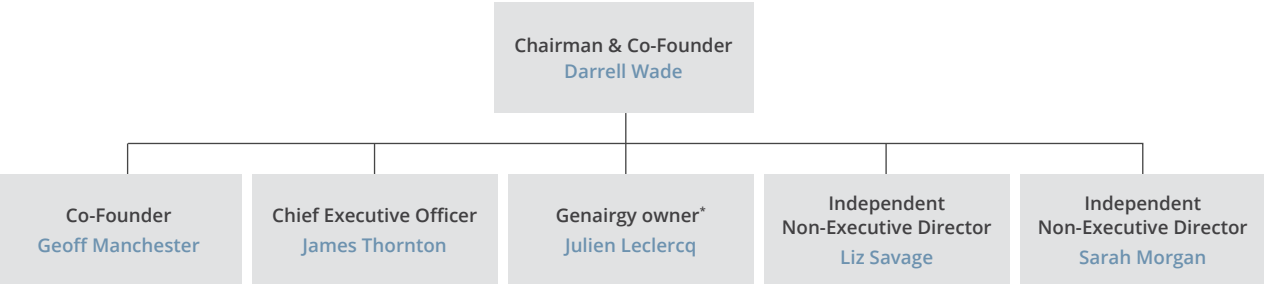 Chairman & Co-Founder
Darrell Wade
Co-Founder
Geoff Manchester
Chief Executive Officer
James Thornton
Genairgy owner*
Julien Leclercq
Independent
Non-Executive Director
Liz Savage
Independent
Non-Executive Director
Sarah Morgan